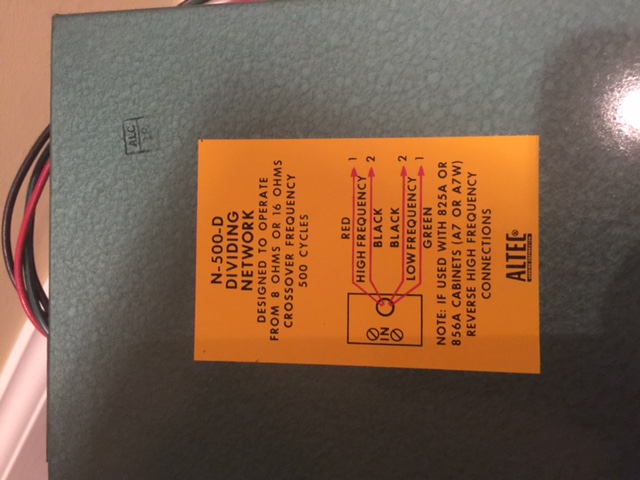 ALC
N-500-D
DIVIDING
NETWORK
DESIGNED TO OPERATE
FROM 8 OHMS OR 16 OHMS
CROSSOVER FREQUENCY
500 CYCLES
IN
RED
HIGH FREQUENCY 1
BLACK 2
BLACK 2
LOW FREQUENCY 1
GREEN
NOTE: IF USED WITH 825A OR
856A CABINETS (A7 OR A7W)
REVERSE HIGH FREQUENCY
CONNECTIONS
ALTEC®